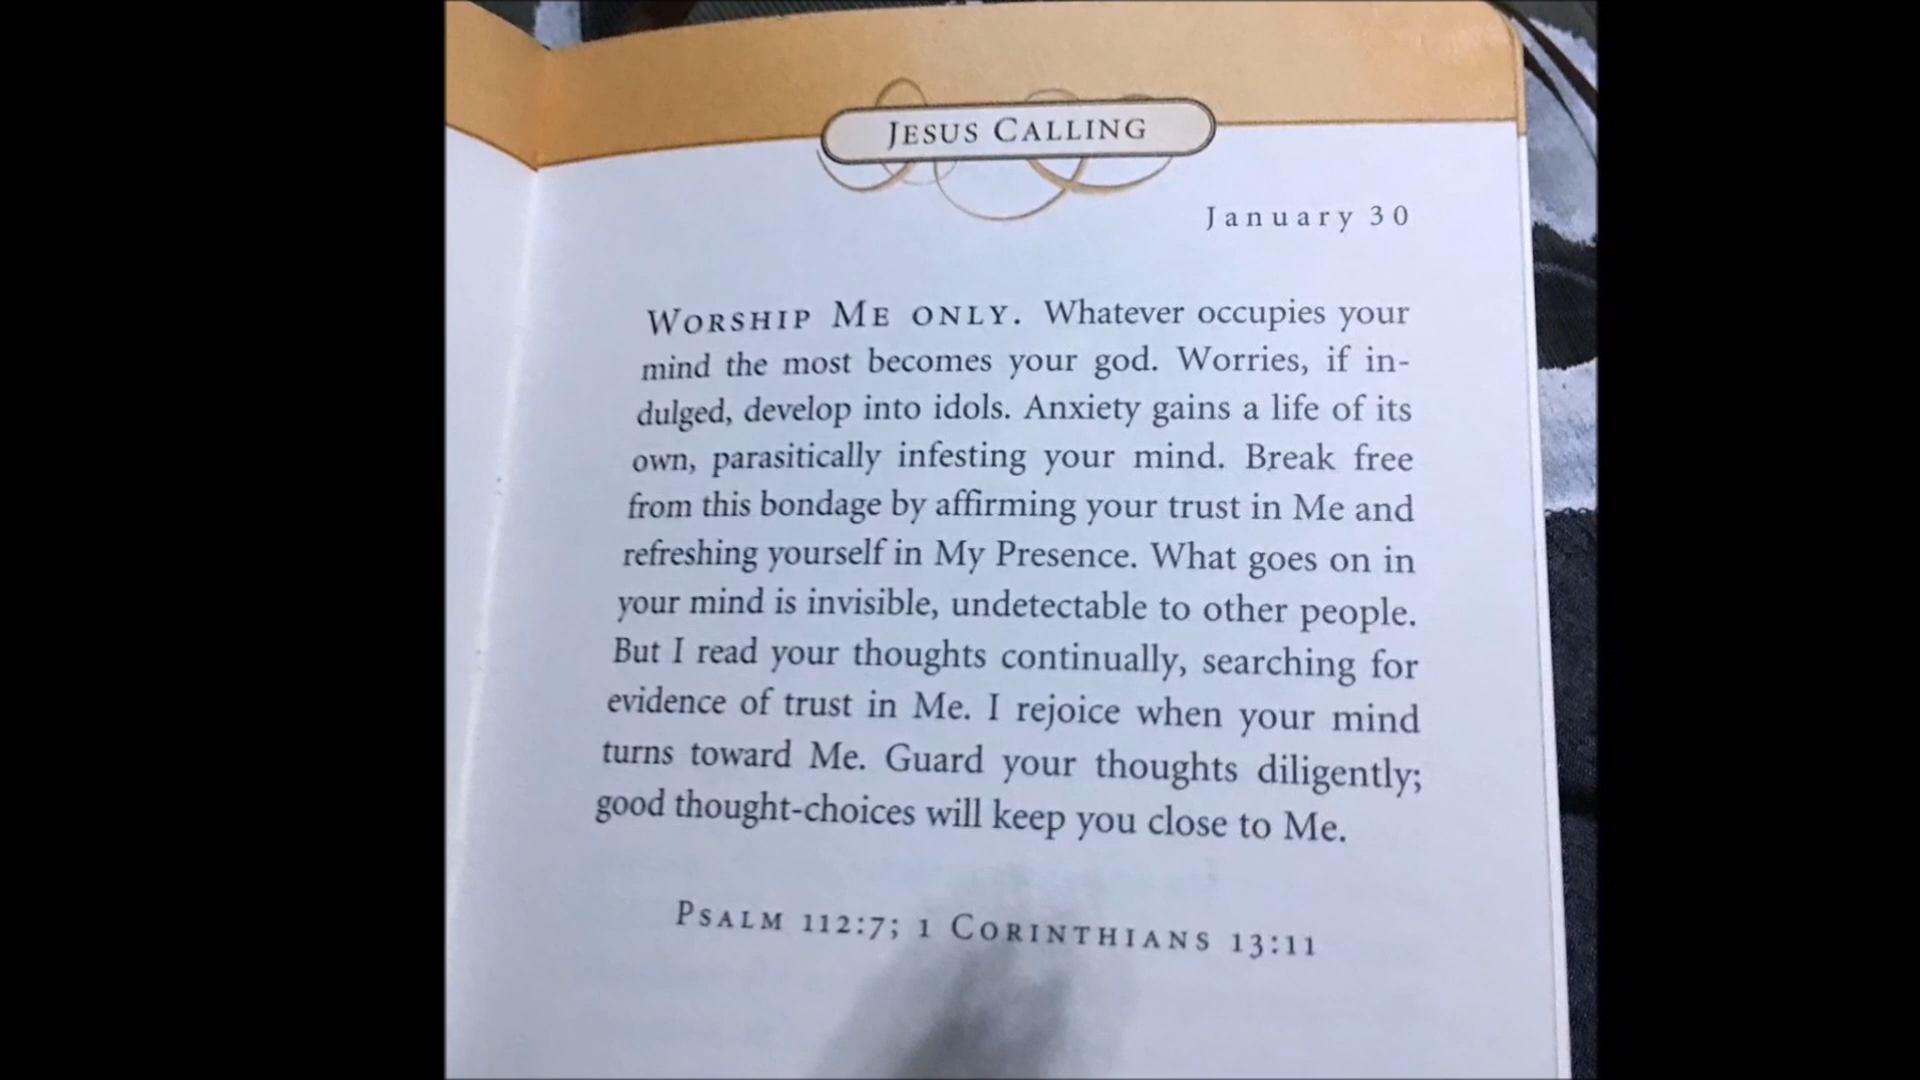 JESUS CALLING
January 30
WORSHIP ME ONLY. Whatever occupies your
mind the most becomes your god. Worries, if in-
dulged, develop into idols. Anxiety gains a life of its
own, parasitically infesting your mind. Break free
from this bondage by affirming your trust in Me and
refreshing yourself in My Presence. What goes on in
your mind is invisible, undetectable to other people.
But I read your thoughts continually, searching for
evidence of trust in Me. I rejoice when your mind
turns toward Me. Guard your thoughts diligently;
good thought-choices will keep you close to Me.
PSALM 112:7; 1 CORINTHIANS 13:11